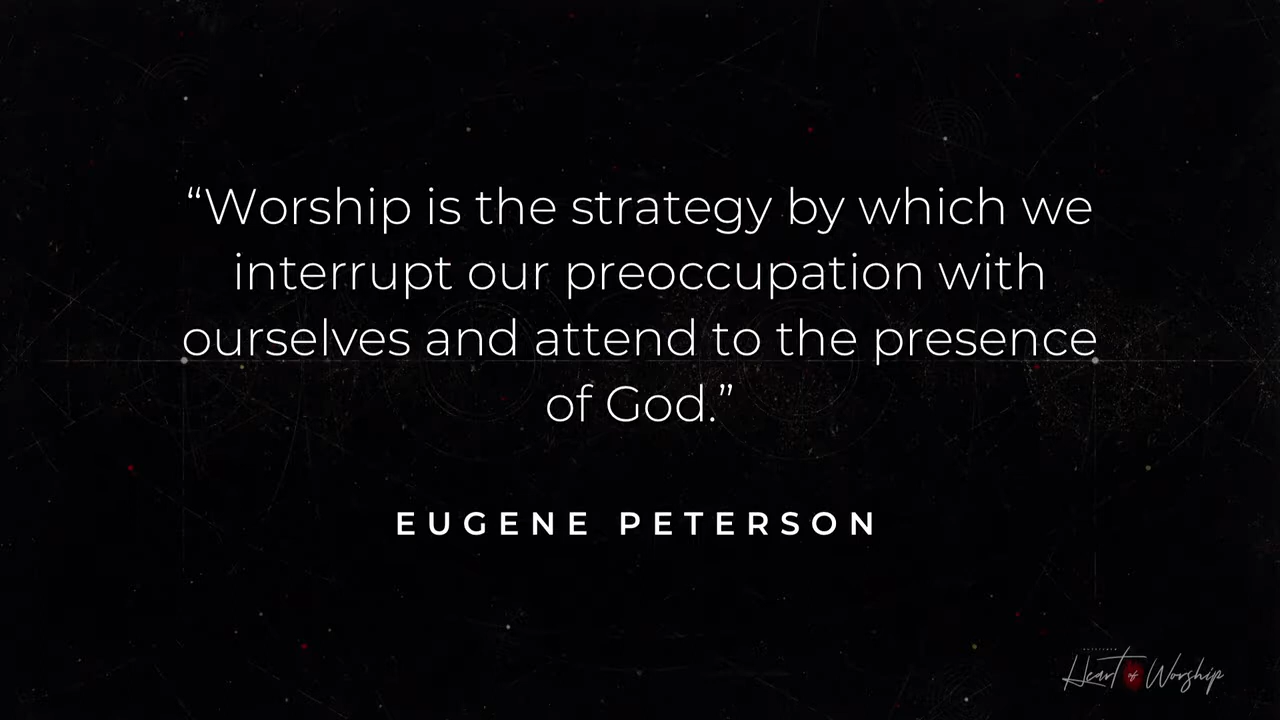 “Worship is the strategy by which we
interrupt our preoccupation with
ourselves and attend to the presence
of God.”
EUGENE PETERSON
Heart of Worship